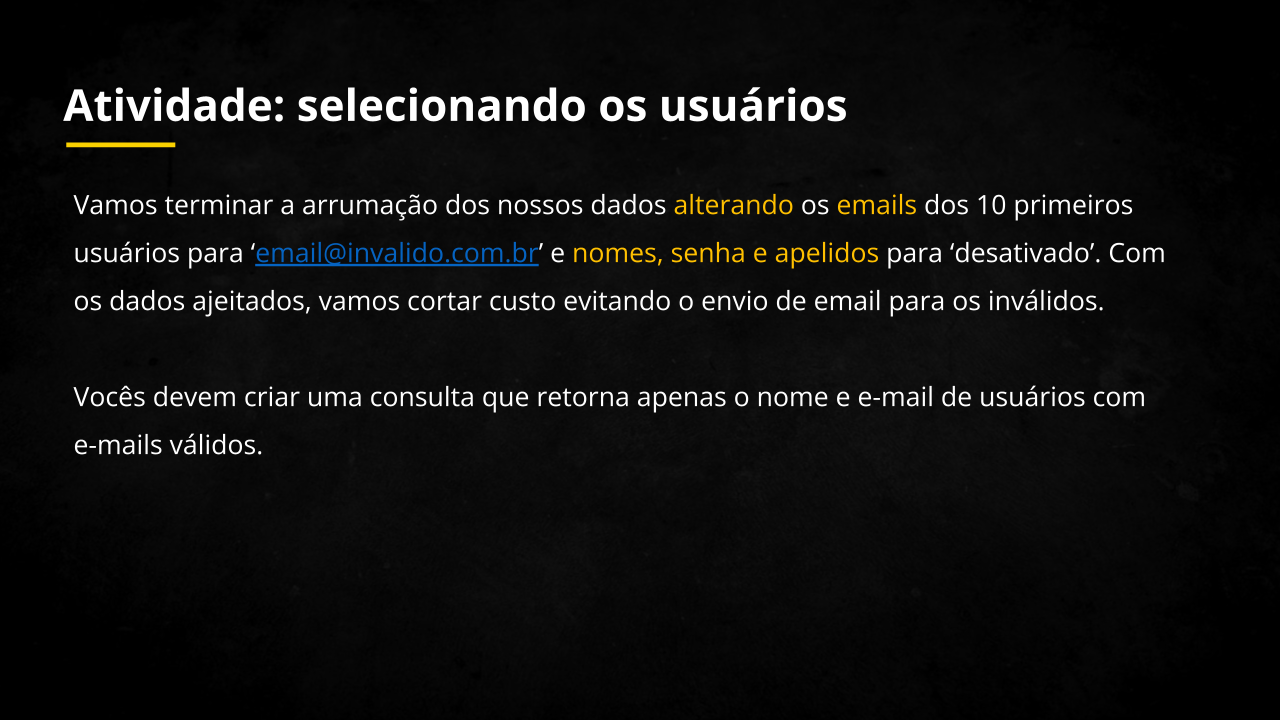 Atividade: selecionando os usuários
Vamos terminar a arrumação dos nossos dados alterando os emails dos 10 primeiros
usuários para ‘email@invalido.com.br’ e nomes, senha e apelidos para ‘desativado’. Com
os dados ajeitados, vamos cortar custo evitando o envio de email para os inválidos.
Vocês devem criar uma consulta que retorna apenas o nome e e-mail de usuários com
e-mails válidos.